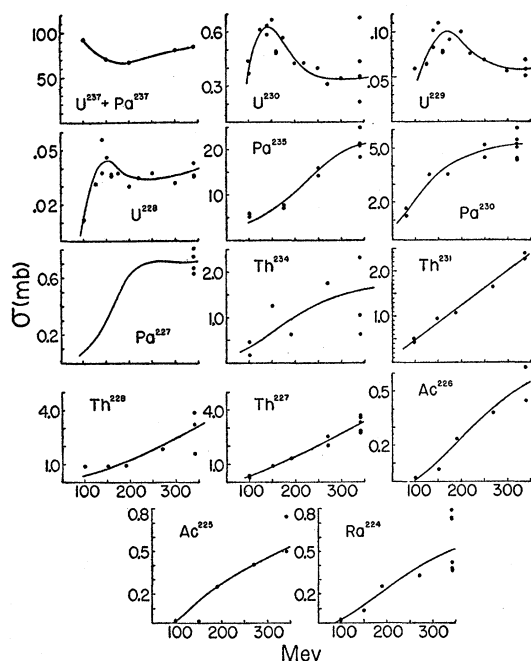 100
50
U²³⁷ + Pa²³⁷
0.6
0.4
0.2
U²³⁰
.10
.05
U²²⁹
.05
.02
U²²⁸
20
10
Pa²³⁵
5.0
2.0
Pa²³⁰
σ(mb)
0.6
0.2
Pa²²⁷
2.0
1.0
Th²³⁴
2.0
1.0
Th²³¹
4.0
1.0
Th²²⁸
100 200 300
4.0
1.0
Th²²⁷
100 200 300
0.5
0.2
Ac²²⁶
100 200 300
0.8
0.5
0.2
Ac²²⁵
100 200 300
0.8
0.5
0.2
Ra²²⁴
100 200 300
Mev